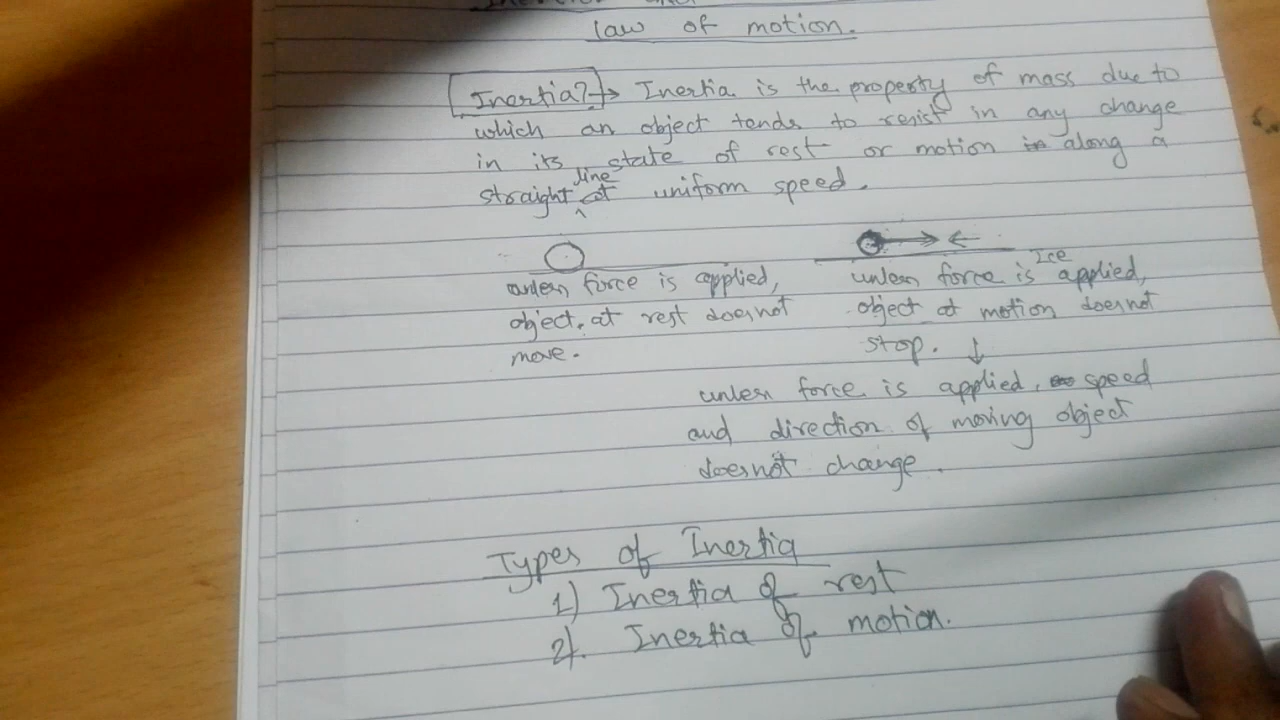 law of motion.
Inertia? → Inertia is the property of mass due to
which an object tends to resist in any change
in its state of rest or motion in along a
straight line at uniform speed.
Ice
unless force is applied,
object at rest doesnot
move.
unless force is applied,
object at motion doesnot
stop. ↓
unless force is applied, speed
and direction of moving object
doesnot change.
Types of Inertia
1) Inertia of rest
2). Inertia of motion.